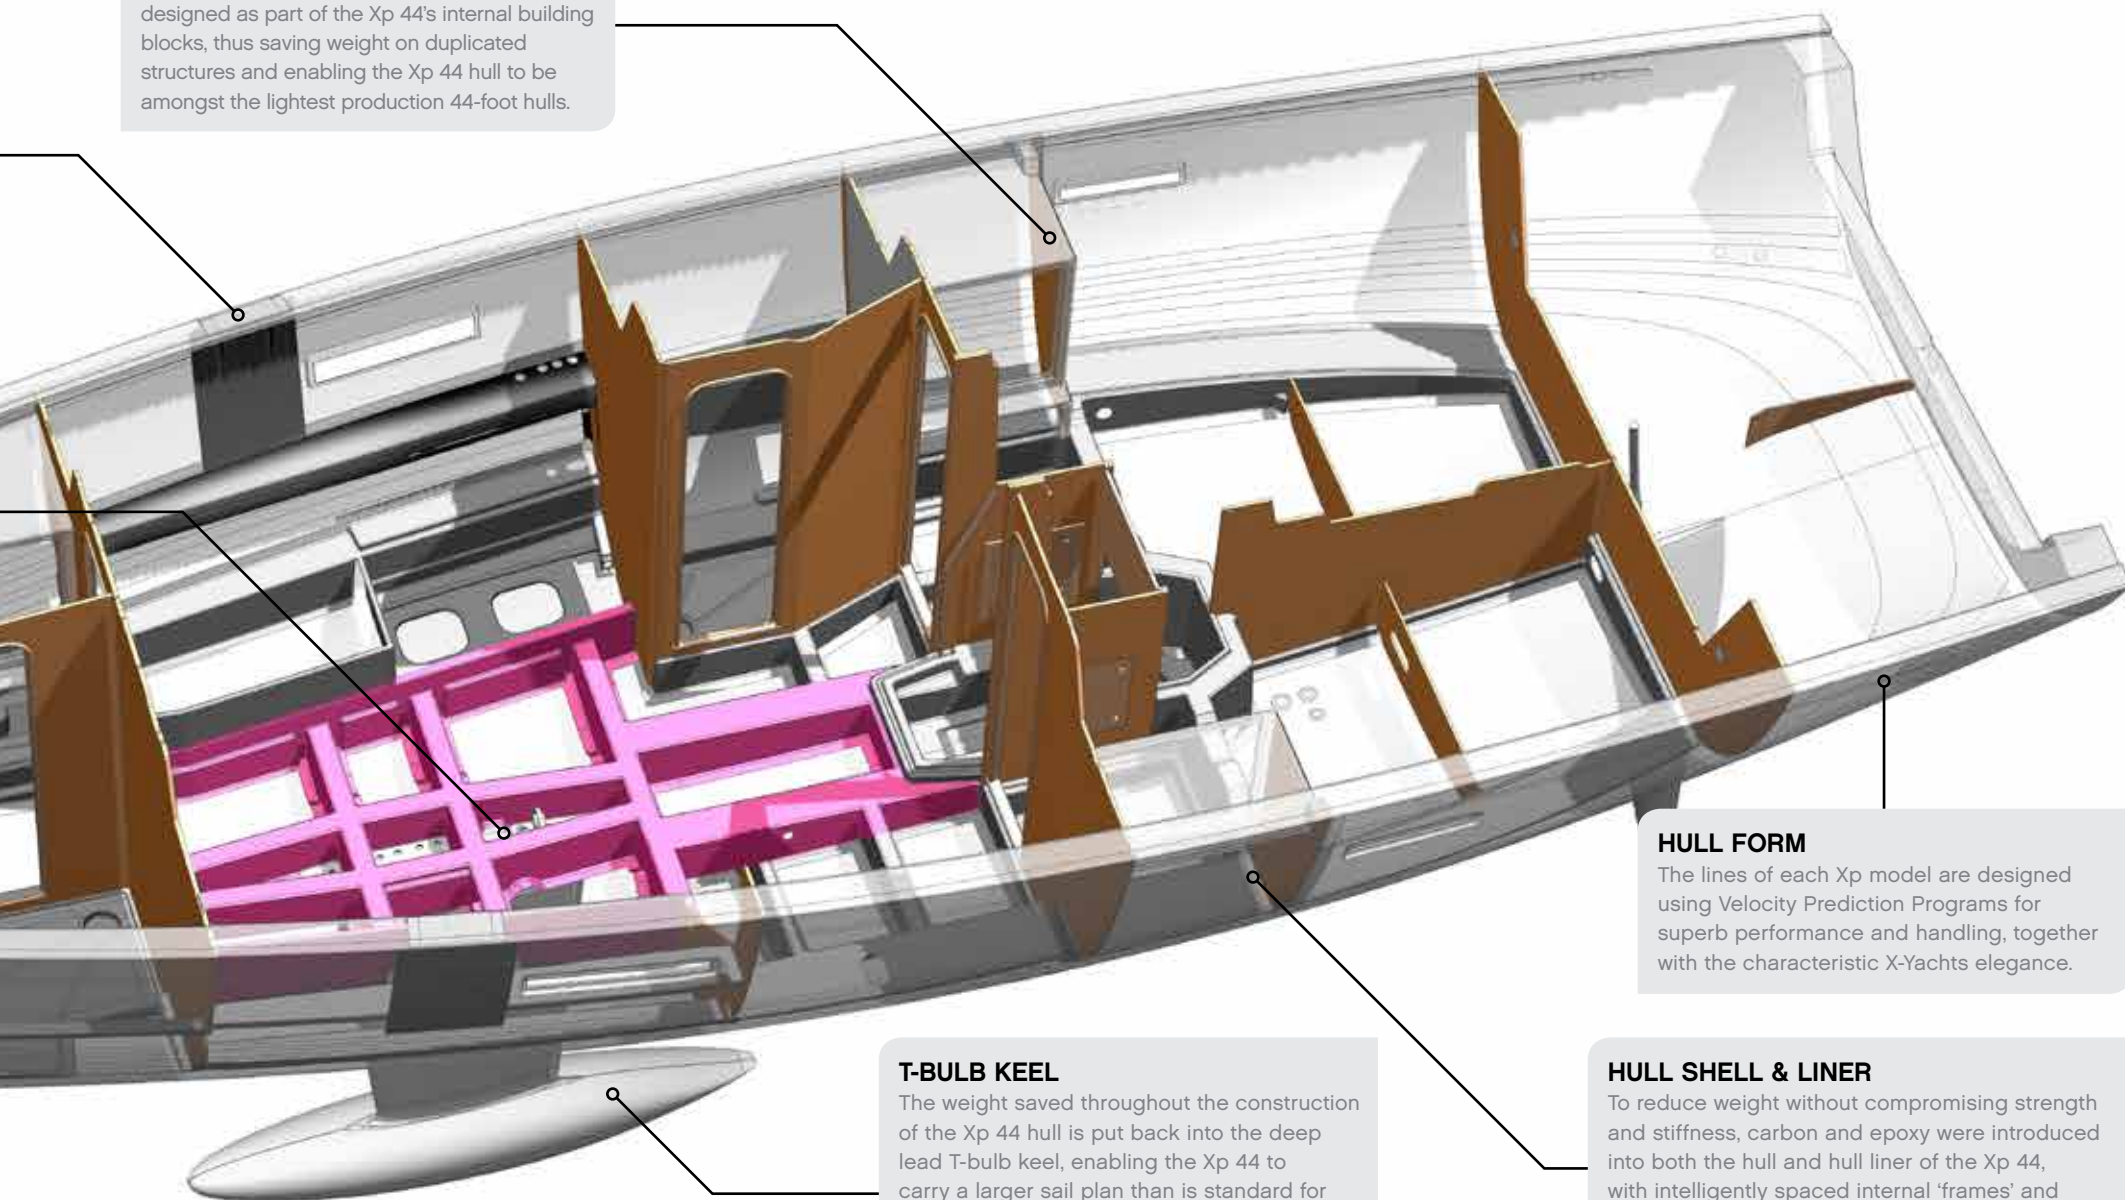 designed as part of the Xp 44's internal building
blocks, thus saving weight on duplicated
structures and enabling the Xp 44 hull to be
amongst the lightest production 44-foot hulls.
HULL FORM
The lines of each Xp model are designed
using Velocity Prediction Programs for
superb performance and handling, together
with the characteristic X-Yachts elegance.
T-BULB KEEL
The weight saved throughout the construction
of the Xp 44 hull is put back into the deep
lead T-bulb keel, enabling the Xp 44 to
carry a larger sail plan than is standard for
HULL SHELL & LINER
To reduce weight without compromising strength
and stiffness, carbon and epoxy were introduced
into both the hull and hull liner of the Xp 44,
with intelligently spaced internal ‘frames’ and